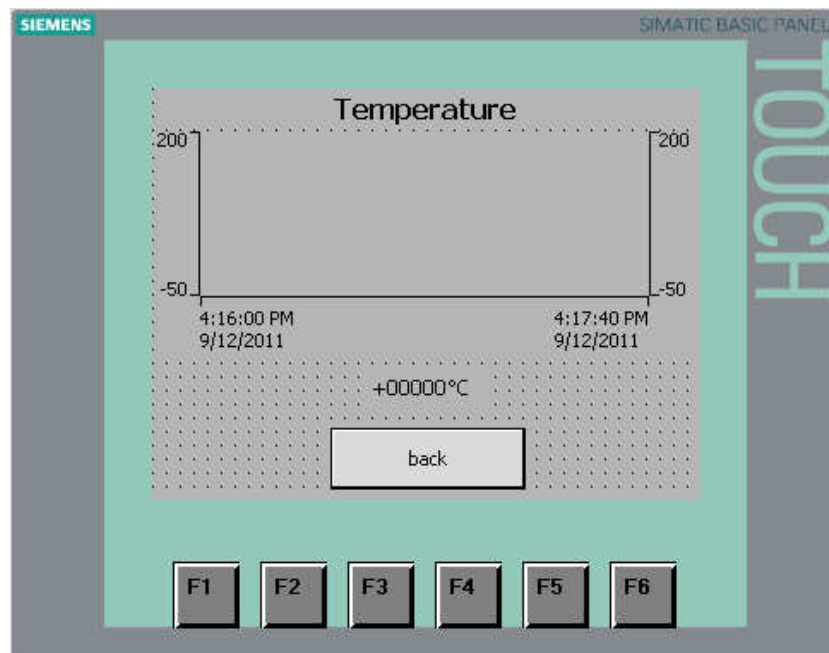 SIEMENS
SIMATIC BASIC PANEL
TOUCH
Temperature
200
200
-50
-50
4:16:00 PM
9/12/2011
4:17:40 PM
9/12/2011
+00000°C
back
F1
F2
F3
F4
F5
F6